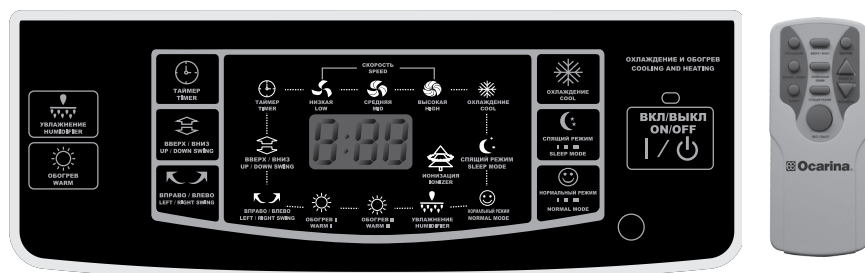 УВЛАЖНЕНИЕ
HUMIDIFIER
ОБОГРЕВ
WARM
ТАЙМЕР
TIMER
ВВЕРХ / ВНИЗ
UP / DOWN SWING
ВПРАВО / ВЛЕВО
LEFT / RIGHT SWING
СКОРОСТЬ
SPEED
ТАЙМЕР
TIMER
НИЗКАЯ
LOW
СРЕДНЯЯ
MID
ВЫСОКАЯ
HIGH
ОХЛАЖДЕНИЕ
COOL
8:88
ВВЕРХ / ВНИЗ
UP / DOWN SWING
ИОНИЗАЦИЯ
IONIZER
СПЯЩИЙ РЕЖИМ
SLEEP MODE
ВПРАВО / ВЛЕВО
LEFT / RIGHT SWING
ОБОГРЕВ I
WARM I
ОБОГРЕВ II
WARM II
УВЛАЖНЕНИЕ
HUMIDIFIER
НОРМАЛЬНЫЙ РЕЖИМ
NORMAL MODE
ОХЛАЖДЕНИЕ
COOL
СПЯЩИЙ РЕЖИМ
SLEEP MODE
НОРМАЛЬНЫЙ РЕЖИМ
NORMAL MODE
ОХЛАЖДЕНИЕ И ОБОГРЕВ
COOLING AND HEATING
ВКЛ/ВЫКЛ
ON/OFF
Ocarina